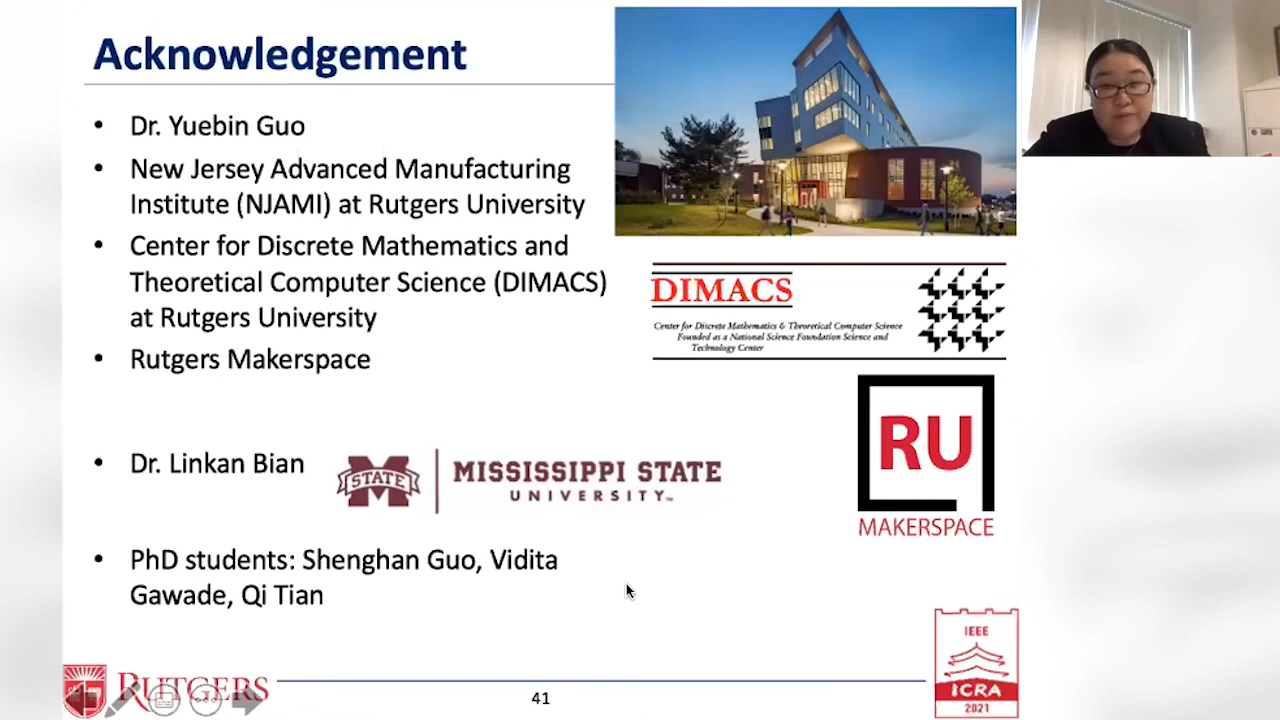 Acknowledgement
• Dr. Yuebin Guo
• New Jersey Advanced Manufacturing
Institute (NJAMI) at Rutgers University
• Center for Discrete Mathematics and
Theoretical Computer Science (DIMACS)
at Rutgers University
• Rutgers Makerspace
DIMACS
Center for Discrete Mathematics & Theoretical Computer Science
Founded as a National Science Foundation Science and
Technology Center
RU
MAKERSPACE
• Dr. Linkan Bian
STATE
MISSISSIPPI STATE
UNIVERSITY™
• PhD students: Shenghan Guo, Vidita
Gawade, Qi Tian
RUTGERS
41
IEEE
ICRA
2021